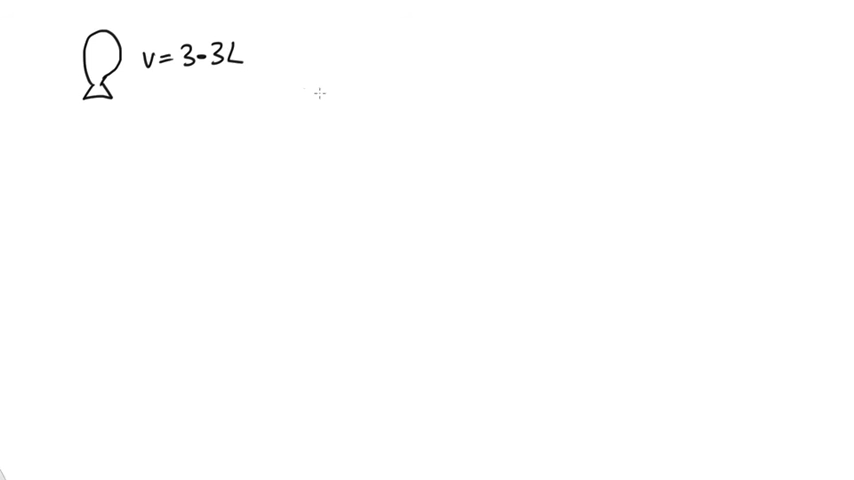 v = 3-3L